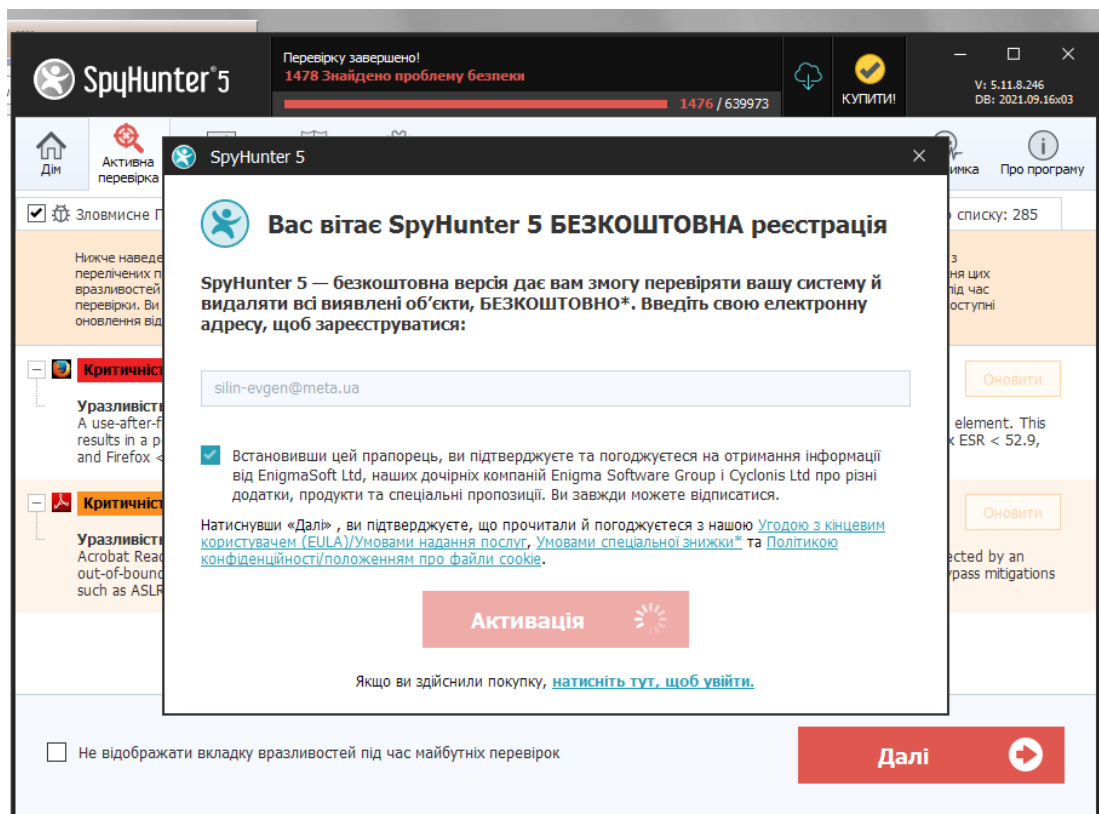 SpyHunter®5
Перевірку завершено!
1478 Знайдено проблему безпеки
1476 / 639973
КУПИТИ!
V: 5.11.8.246
DB: 2021.09.16x03
Дім
Активна
перевірка
Про програму
Зловмисне
списку: 285
Нижче наведе
перелічених п
вразливостей
перевірки. Ви
оновлення від
з
ня цих
під час
оступні
SpyHunter 5
Вас вітає SpyHunter 5 БЕЗКОШТОВНА реєстрація
SpyHunter 5 — безкоштовна версія дає вам змогу перевіряти вашу систему й
видаляти всі виявлені об’єкти, БЕЗКОШТОВНО*. Введіть свою електронну
адресу, щоб зареєструватися:
silin-evgen@meta.ua
Встановивши цей прапорець, ви підтверджуєте та погоджуєтеся на отримання інформації
від EnigmaSoft Ltd, наших дочірніх компаній Enigma Software Group і Cyclonis Ltd про різні
додатки, продукти та спеціальні пропозиції. Ви завжди можете відписатися.
Натиснувши «Далі» , ви підтверджуєте, що прочитали й погоджуєтеся з нашою Угодою з кінцевим
користувачем (EULA)/Умовами надання послуг, Умовами спеціальної знижки* та Політикою
конфіденційності/положенням про файли cookie.
Активація
Якщо ви здійснили покупку, натисніть тут, щоб увійти.
Критичніст
Оновити
Уразливіст
A use-after-f
results in a p
and Firefox <
element. This
x ESR < 52.9,
Критичніст
Оновити
Уразливіст
Acrobat Read
out-of-bound
such as ASLR
ected by an
ypass mitigations
Не відображати вкладку вразливостей під час майбутніх перевірок
Далі